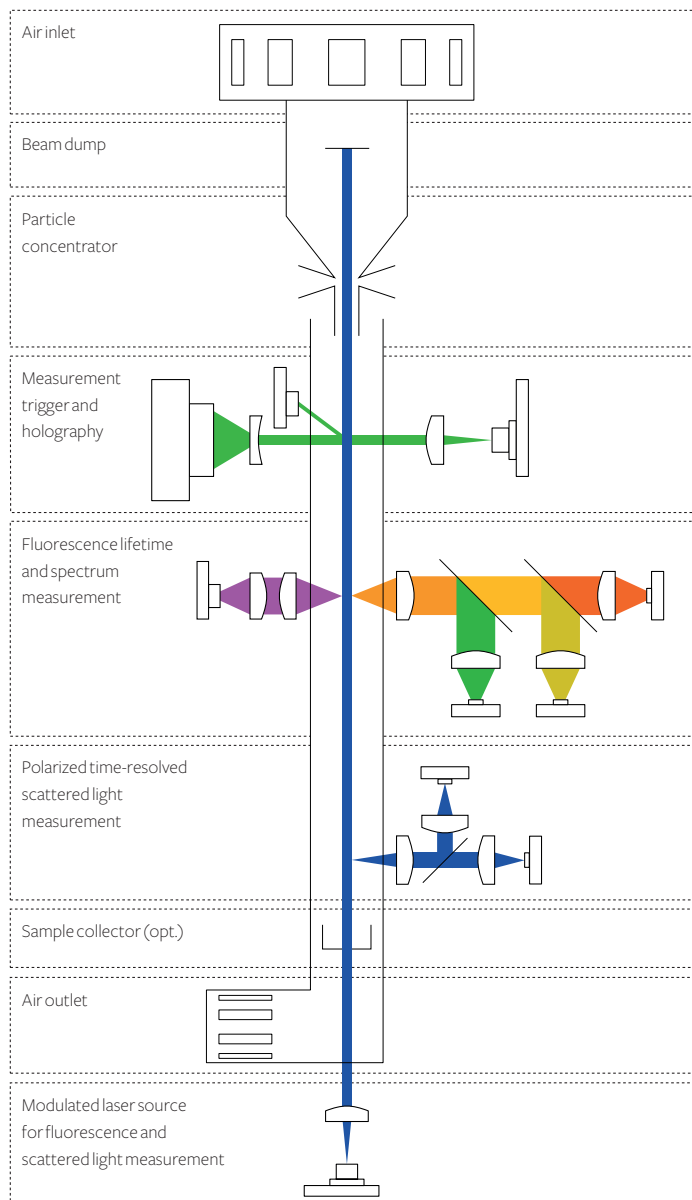 Air inlet
Beam dump
Particle
concentrator
Measurement
trigger and
holography
Fluorescence lifetime
and spectrum
measurement
Polarized time-resolved
scattered light
measurement
Sample collector (opt.)
Air outlet
Modulated laser source
for fluorescence and
scattered light measurement